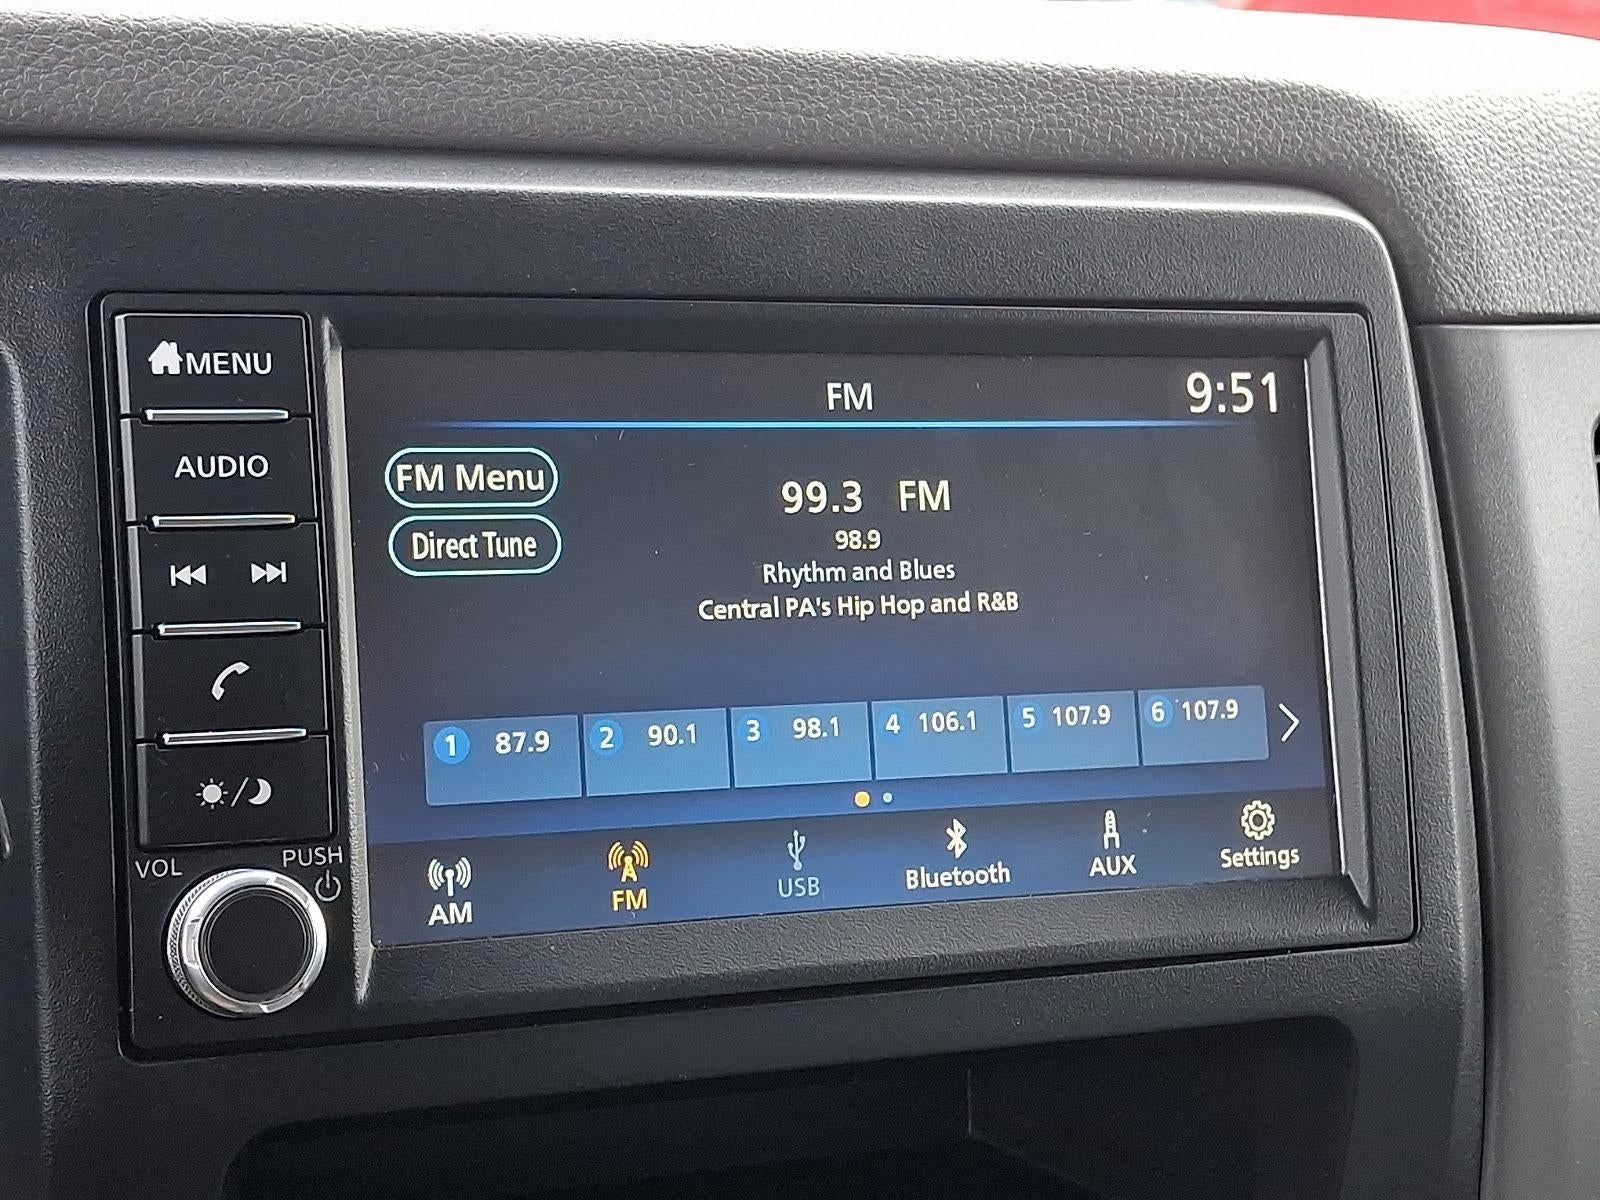 MENU
AUDIO
VOL
PUSH
FM
9:51
FM Menu
Direct Tune
99.3 FM
98.9
Rhythm and Blues
Central PA's Hip Hop and R&B
1 87.9
2 90.1
3 98.1
4 106.1
5 107.9
6 107.9
AM
FM
USB
Bluetooth
AUX
Settings